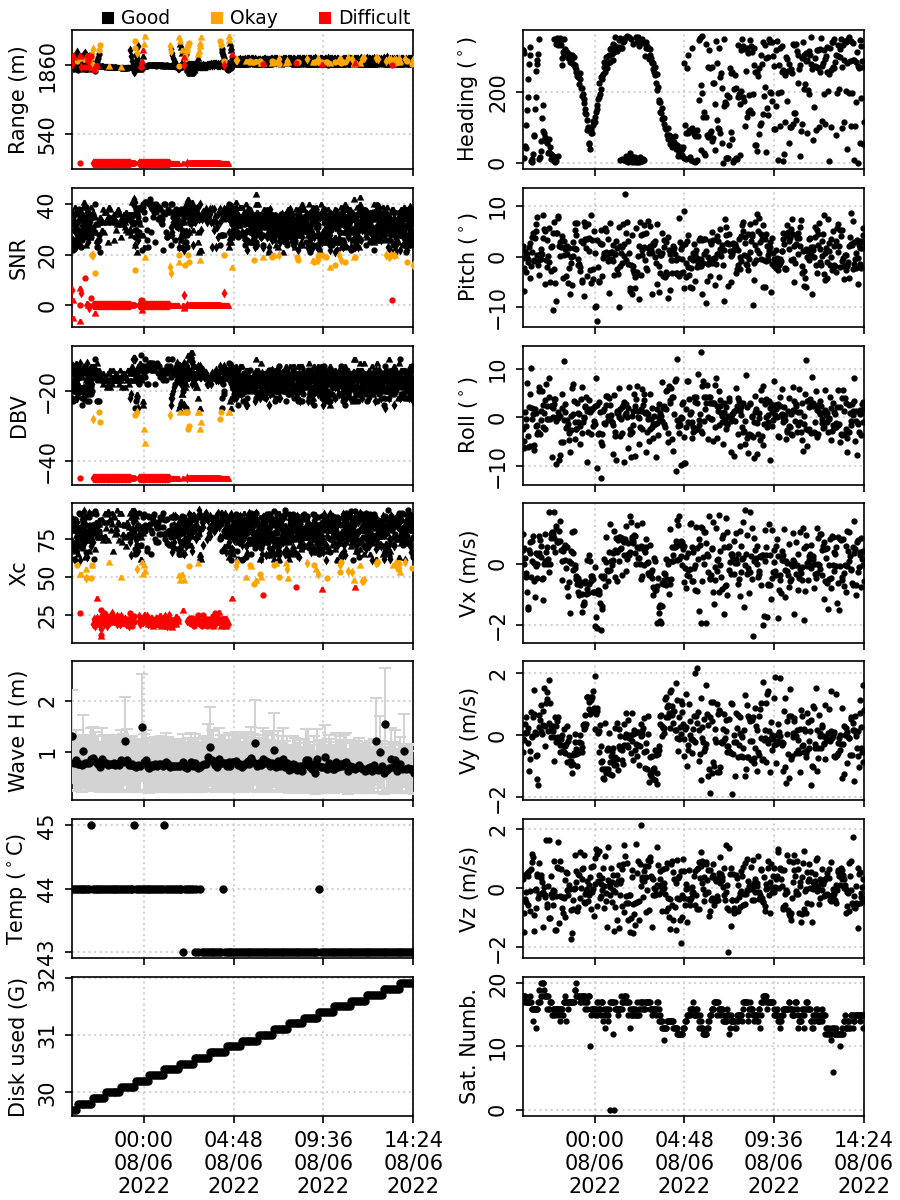 Good Okay Difficult
Range (m)
1860
540
Heading (°)
200
0
SNR
40
20
0
Pitch (°)
10
0
−10
DBV
−20
−40
Roll (°)
10
0
−10
Xc
75
50
25
Vx (m/s)
0
−2
Wave H (m)
2
1
Vy (m/s)
2
0
−2
Temp (°C)
45
44
43
Vz (m/s)
2
0
−2
Disk used (G)
32
31
30
Sat. Numb.
20
10
0
00:00 04:48 09:36 14:24
08/06 08/06 08/06 08/06
2022 2022 2022 2022
00:00 04:48 09:36 14:24
08/06 08/06 08/06 08/06
2022 2022 2022 2022